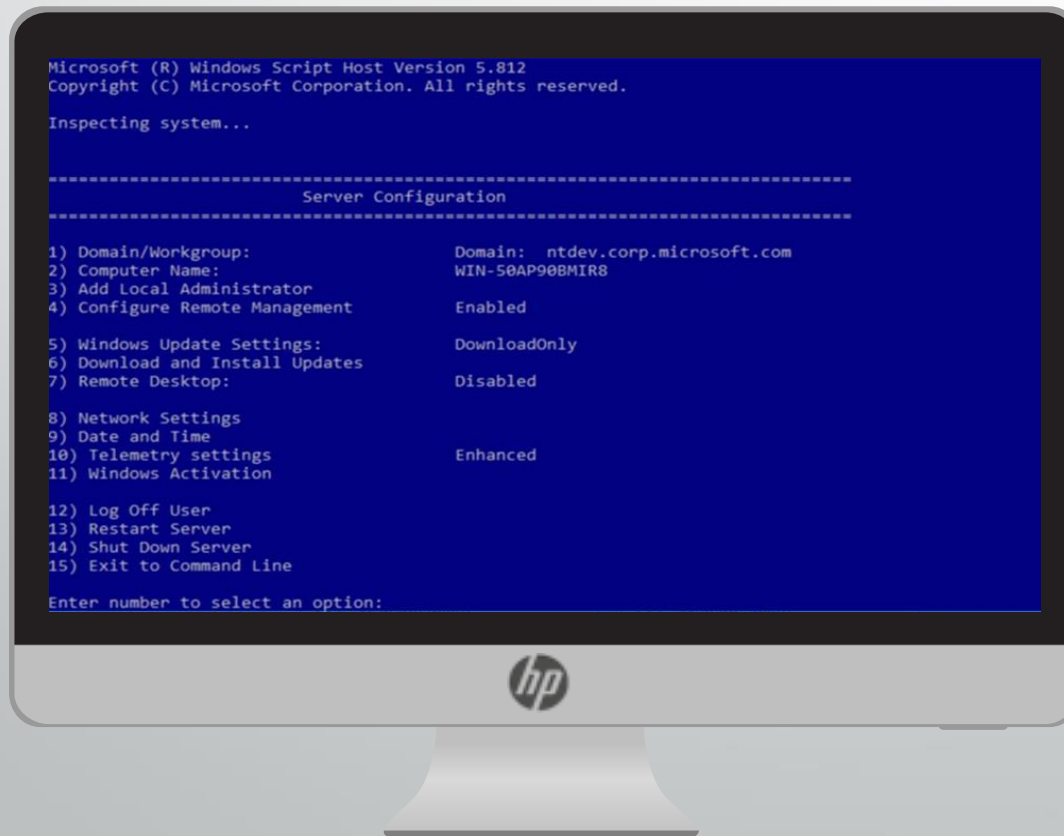 Microsoft (R) Windows Script Host Version 5.812
Copyright (C) Microsoft Corporation. All rights reserved.
Inspecting system...
===============================================================================
Server Configuration
===============================================================================
1) Domain/Workgroup: Domain: ntdev.corp.microsoft.com
2) Computer Name: WIN-50AP90BMIR8
3) Add Local Administrator
4) Configure Remote Management Enabled
5) Windows Update Settings: DownloadOnly
6) Download and Install Updates
7) Remote Desktop: Disabled
8) Network Settings
9) Date and Time
10) Telemetry settings Enhanced
11) Windows Activation
12) Log Off User
13) Restart Server
14) Shut Down Server
15) Exit to Command Line
Enter number to select an option:
hp